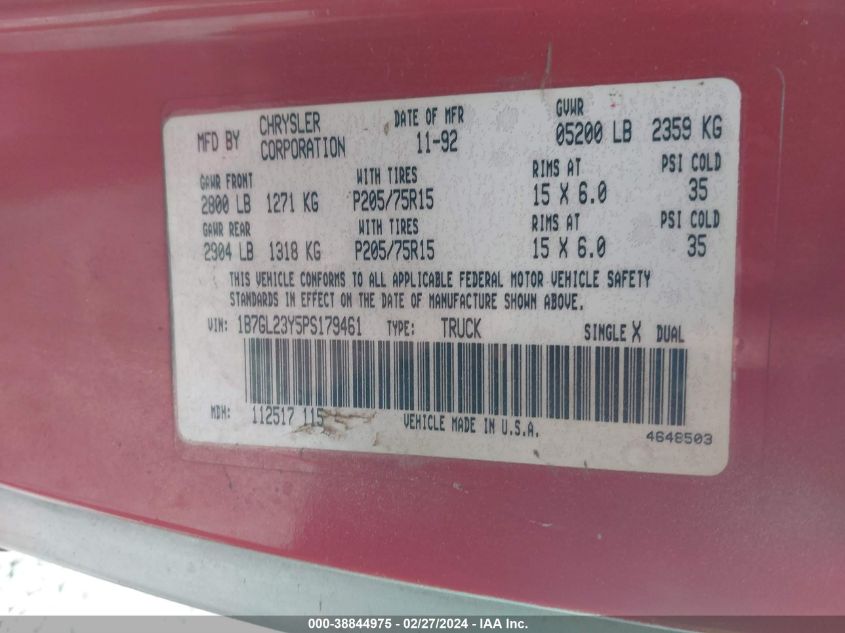 MFD BY CHRYSLER CORPORATION DATE OF MFR 11-92 GVWR 05200 LB 2359 KG
GAWR FRONT WITH TIRES RIMS AT PSI COLD
2800 LB 1271 KG P205/75R15 15 X 6.0 35
GAWR REAR WITH TIRES RIMS AT PSI COLD
2904 LB 1318 KG P205/75R15 15 X 6.0 35
THIS VEHICLE CONFORMS TO ALL APPLICABLE FEDERAL MOTOR VEHICLE SAFETY
STANDARDS IN EFFECT ON THE DATE OF MANUFACTURE SHOWN ABOVE.
VIN: 1B7GL23Y5PS179461 TYPE: TRUCK SINGLE X DUAL
MDH: 112517 115 VEHICLE MADE IN U.S.A. 4648503
000-38844975 - 02/27/2024 - IAA Inc.